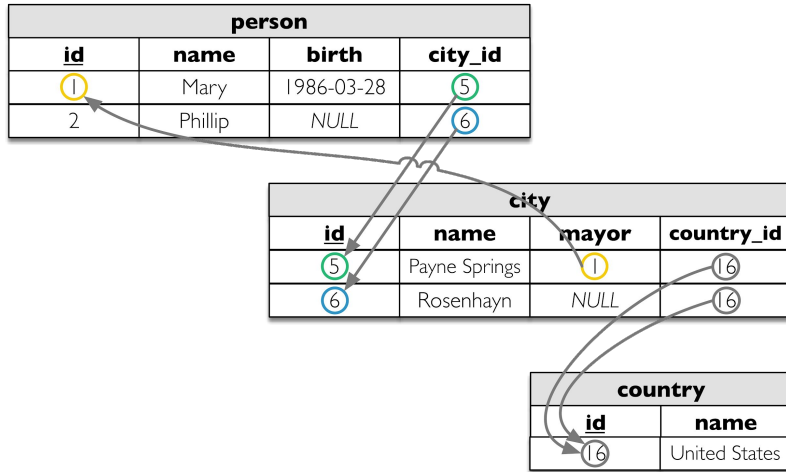 person
id name birth city_id
1 Mary 1986-03-28 5
2 Phillip NULL 6
city
id name mayor country_id
5 Payne Springs 1 16
6 Rosenhayn NULL 16
country
id name
16 United States